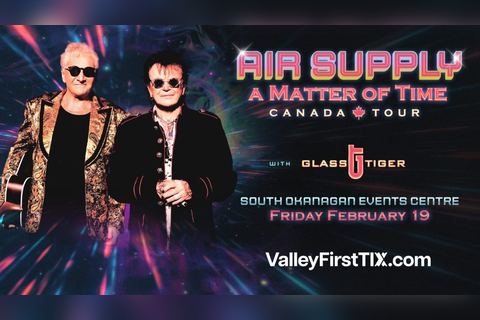 AIR SUPPLY
A MATTER OF TIME
CANADA TOUR
WITH GLASS TIGER
SOUTH OKANAGAN EVENTS CENTRE
FRIDAY FEBRUARY 19
ValleyFirstTIX.com